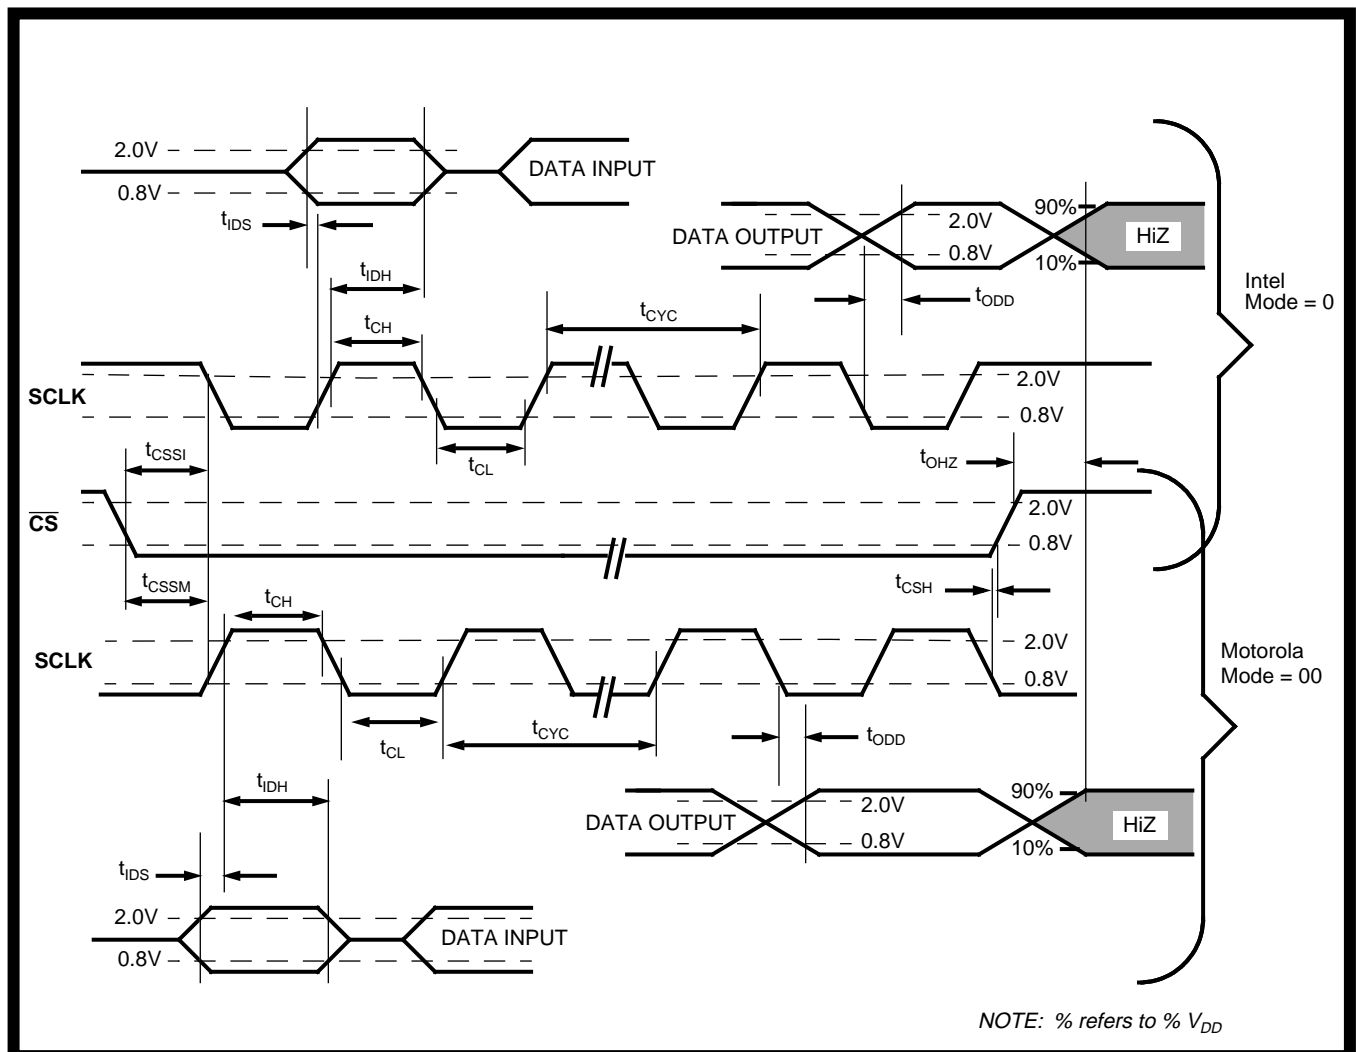 2.0V
DATA INPUT
0.8V
t_IDS
90%
2.0V
DATA OUTPUT
HiZ
0.8V
10%
t_IDH
t_ODD
Intel
Mode = 0
t_CYC
t_CH
2.0V
SCLK
0.8V
t_CSSI
t_CL
t_OHZ
2.0V
CS
0.8V
t_CSSM
t_CH
t_CSH
2.0V
SCLK
0.8V
Motorola
Mode = 00
t_CYC
t_CL
t_ODD
t_IDH
90%
2.0V
DATA OUTPUT
HiZ
0.8V
10%
t_IDS
2.0V
DATA INPUT
0.8V
NOTE: % refers to % V_DD